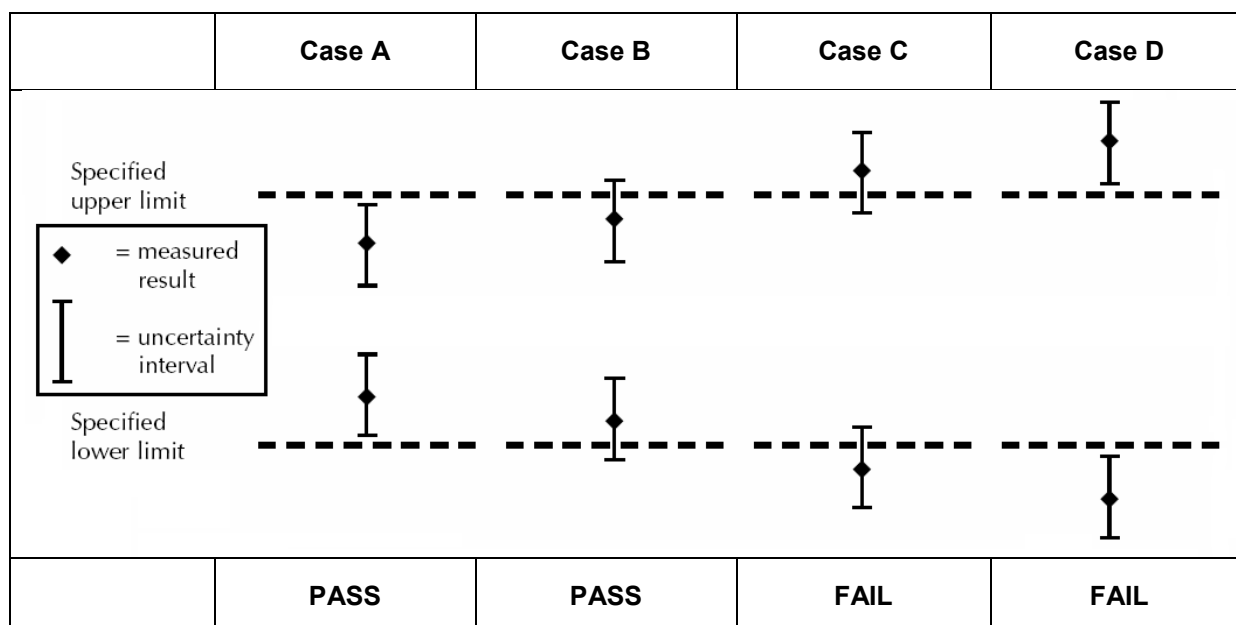 Case A
Case B
Case C
Case D
Specified
upper limit
= measured
result
= uncertainty
interval
Specified
lower limit
PASS
PASS
FAIL
FAIL